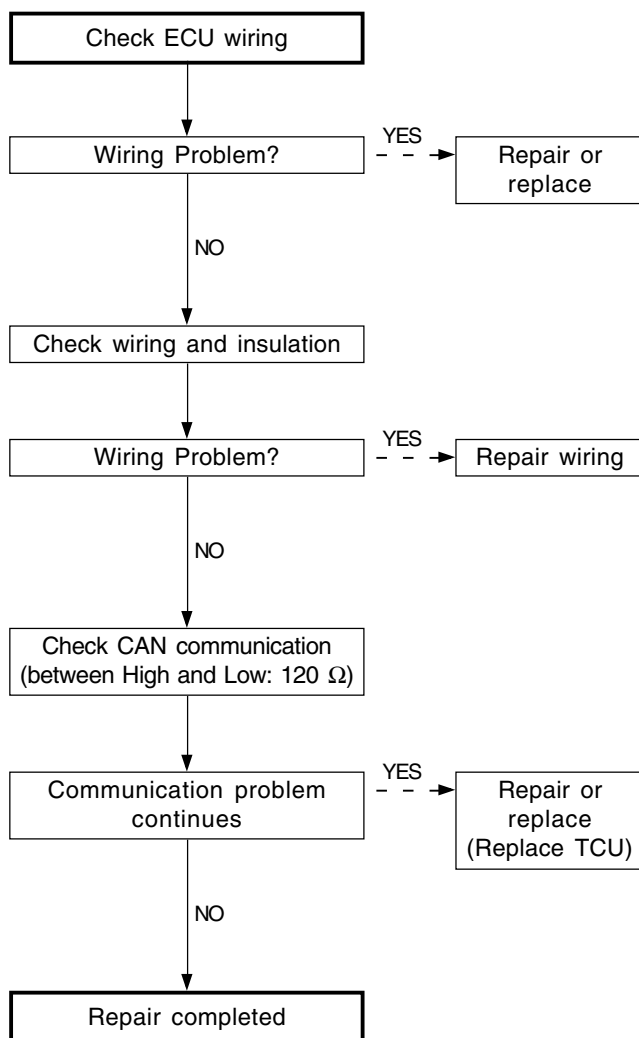 Check ECU wiring
Wiring Problem?
YES
Repair or
replace
NO
Check wiring and insulation
Wiring Problem?
YES
Repair wiring
NO
Check CAN communication
(between High and Low: 120 Ω)
Communication problem
continues
YES
Repair or
replace
(Replace TCU)
NO
Repair completed